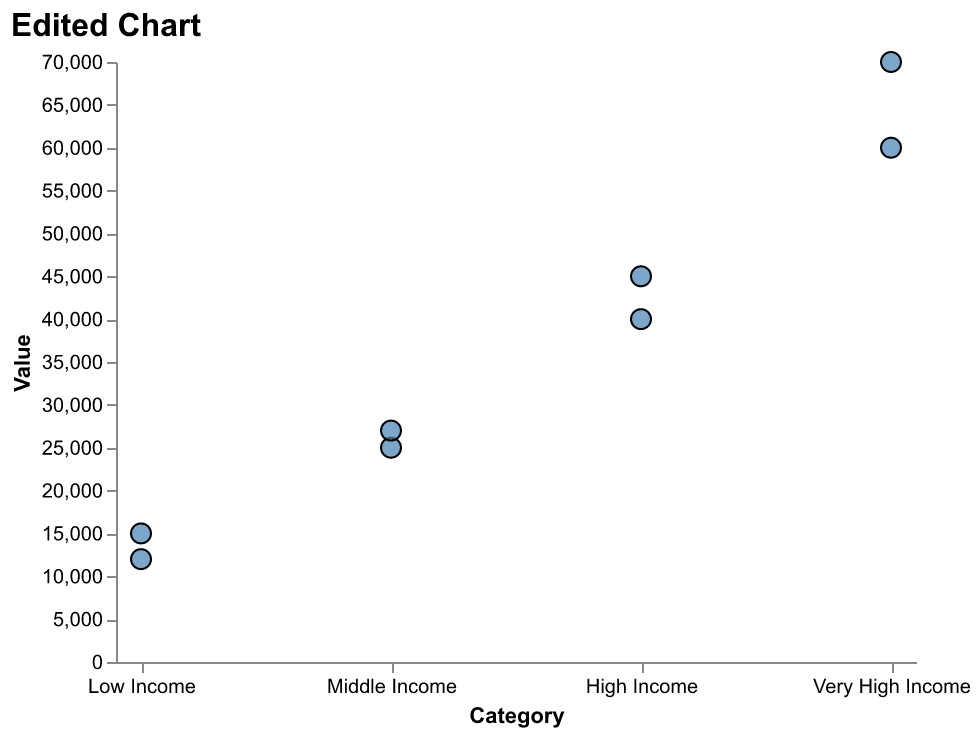 Edited Chart
70,000
65,000
60,000
55,000
50,000
45,000
40,000
35,000
30,000
25,000
20,000
15,000
10,000
5,000
0
Value
Low Income
Middle Income
High Income
Very High Income
Category